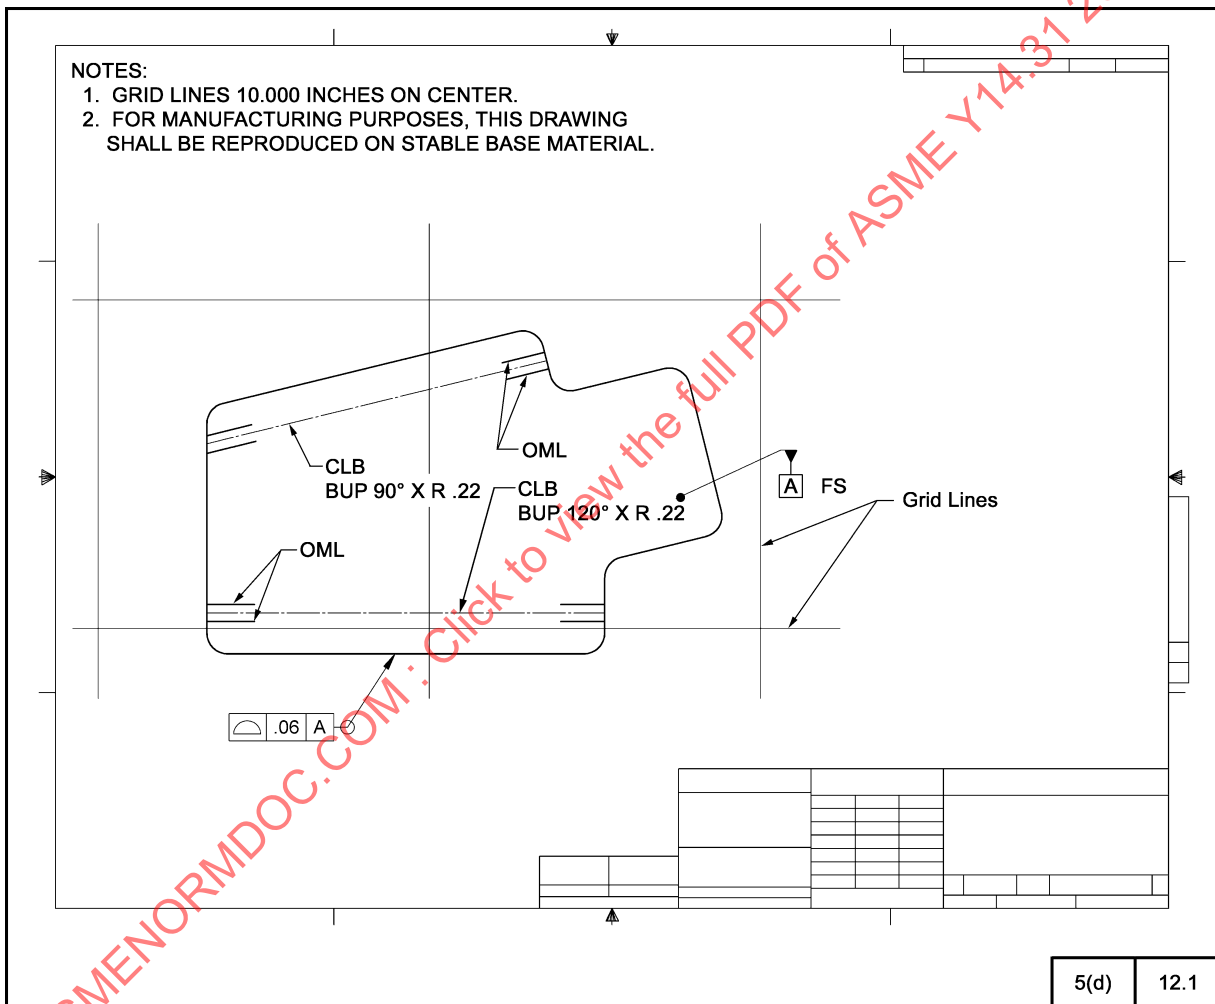 NOTES:
1. GRID LINES 10.000 INCHES ON CENTER.
2. FOR MANUFACTURING PURPOSES, THIS DRAWING
SHALL BE REPRODUCED ON STABLE BASE MATERIAL.
OML
CLB
BUP 90° X R .22
CLB
BUP 120° X R .22
A FS
Grid Lines
OML
.06 A
5(d) 12.1
SMENORMDOC.COM : Click to view the full PDF of ASME Y14.31